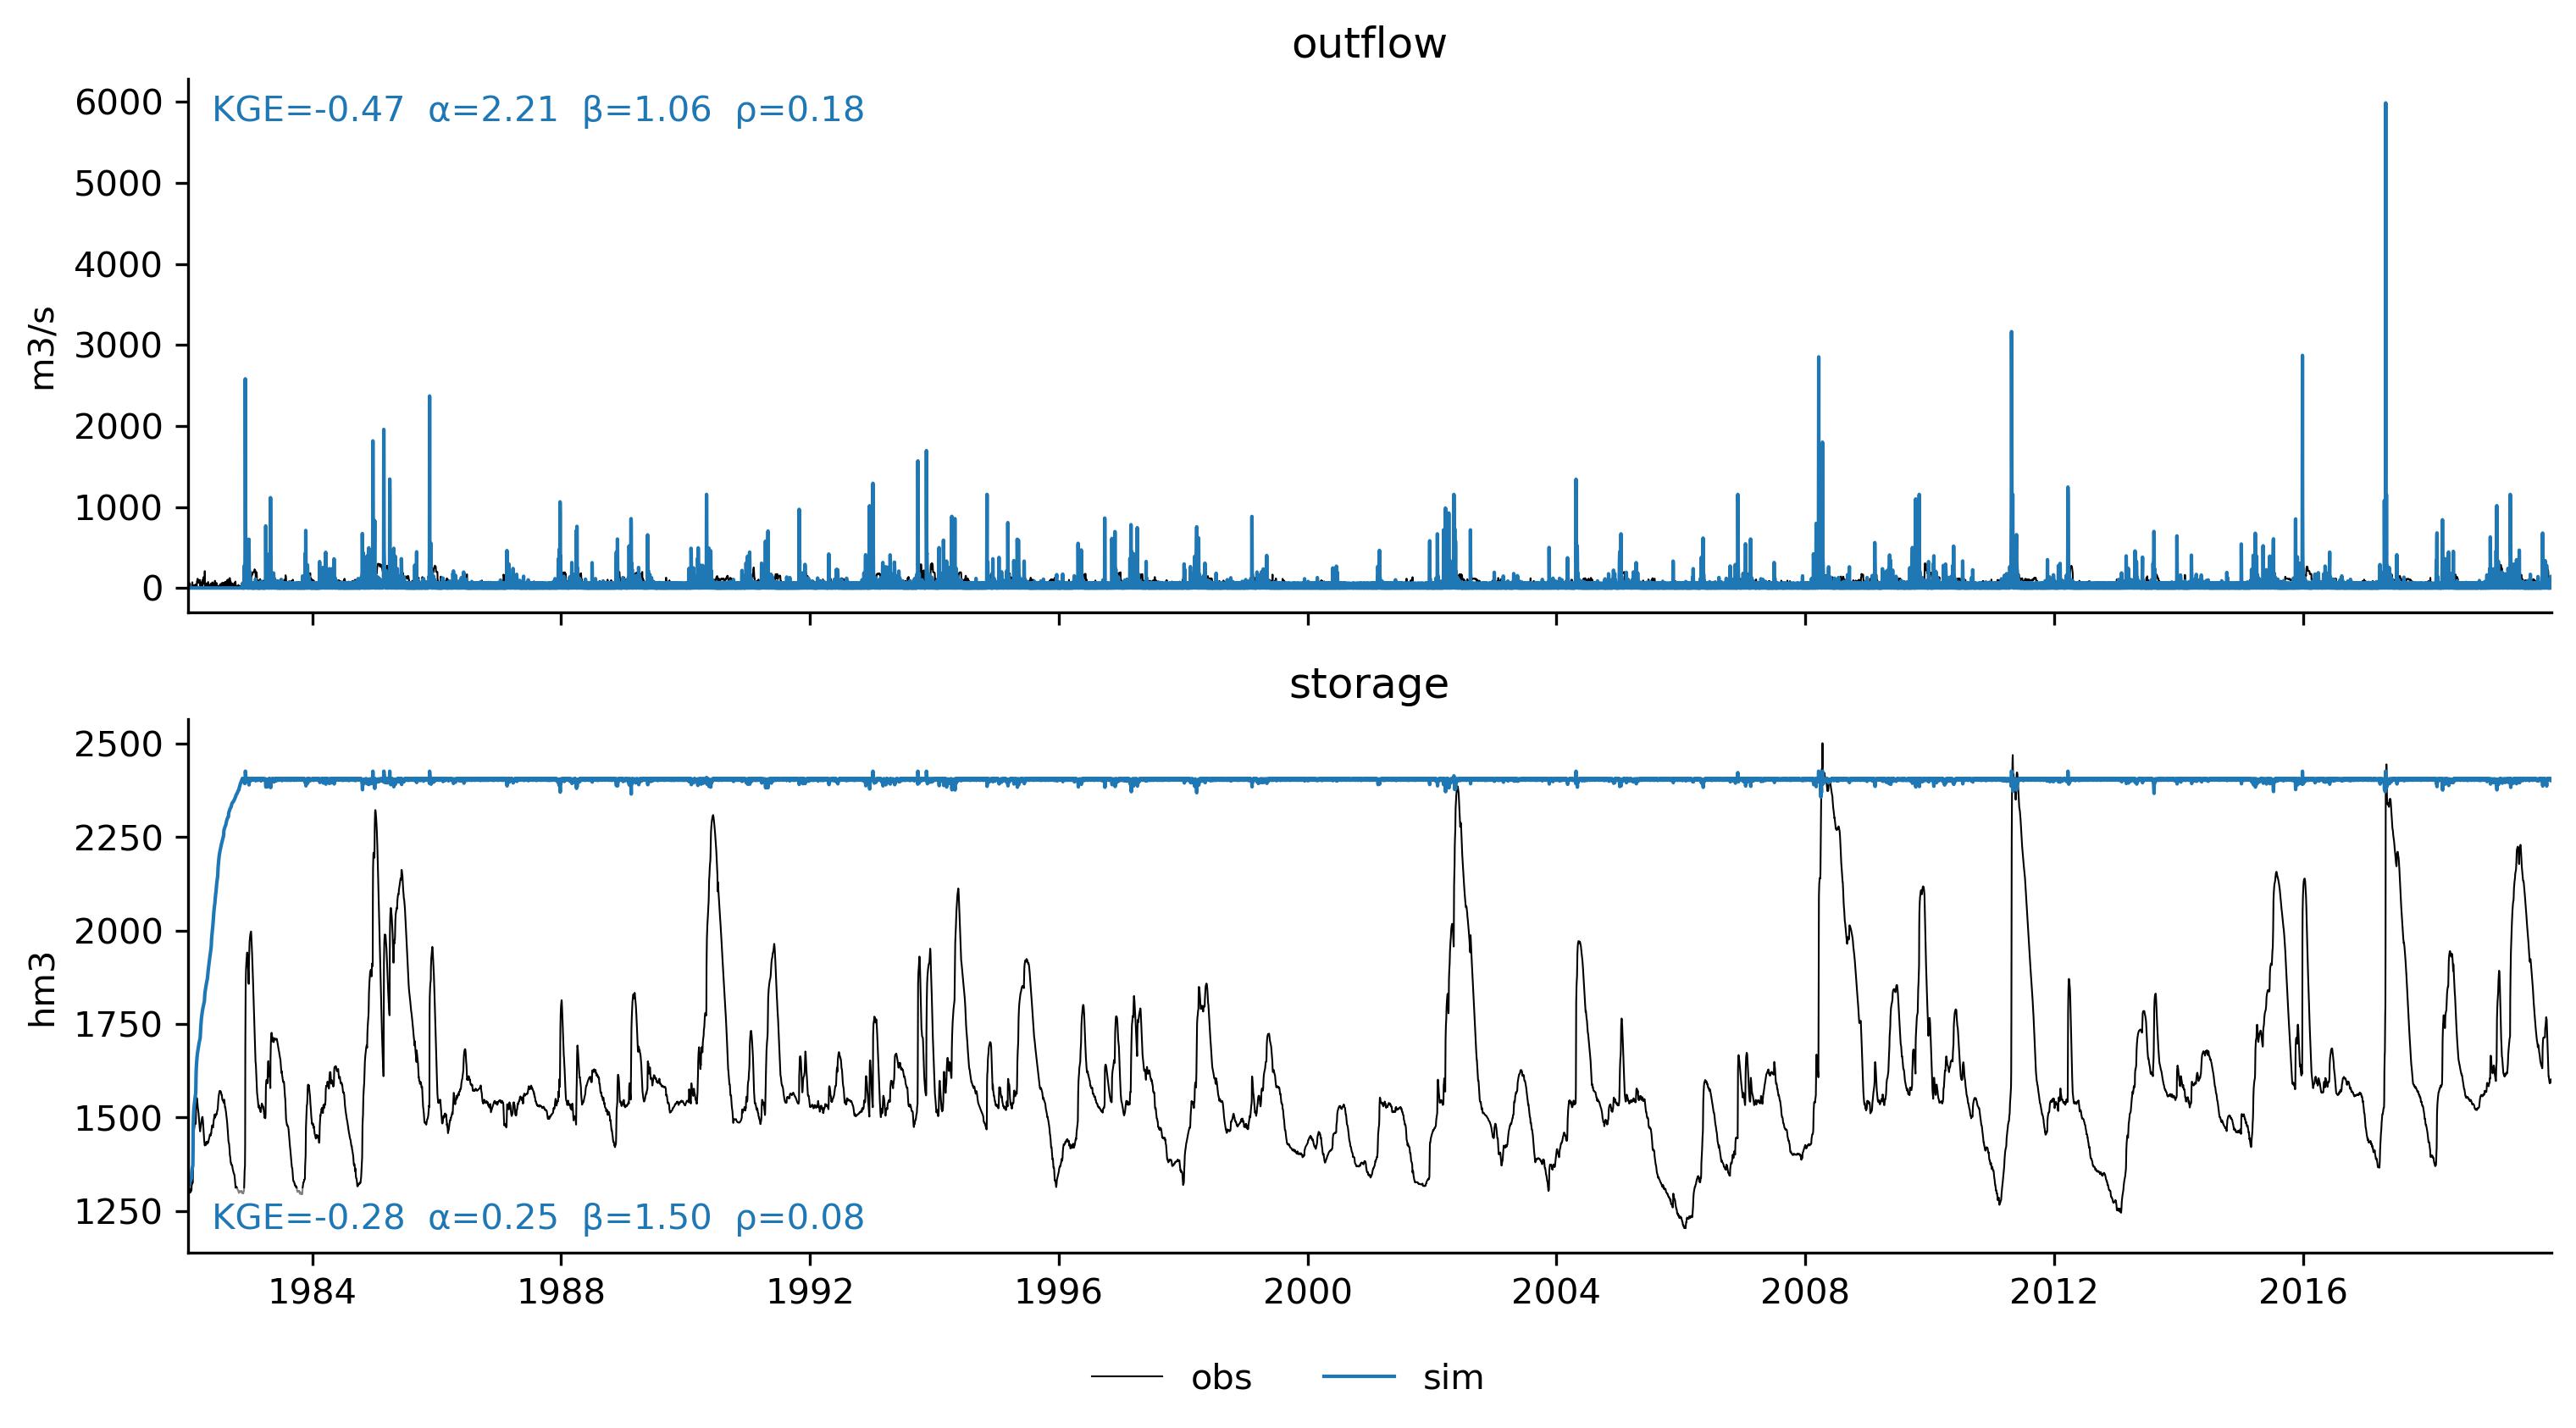 outflow
KGE=-0.47 α=2.21 β=1.06 ρ=0.18
6000
5000
4000
3000
2000
1000
0
m3/s
storage
2500
2250
2000
1750
1500
1250
hm3
KGE=-0.28 α=0.25 β=1.50 ρ=0.08
1984 1988 1992 1996 2000 2004 2008 2012 2016
obs sim